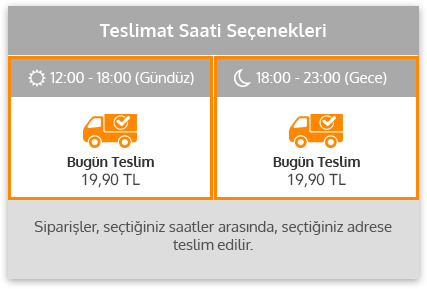 Teslimat Saati Seçenekleri
12:00 - 18:00 (Gündüz)
18:00 - 23:00 (Gece)
Bugün Teslim
19,90 TL
Bugün Teslim
19,90 TL
Siparişler, seçtiğiniz saatler arasında, seçtiğiniz adrese
teslim edilir.